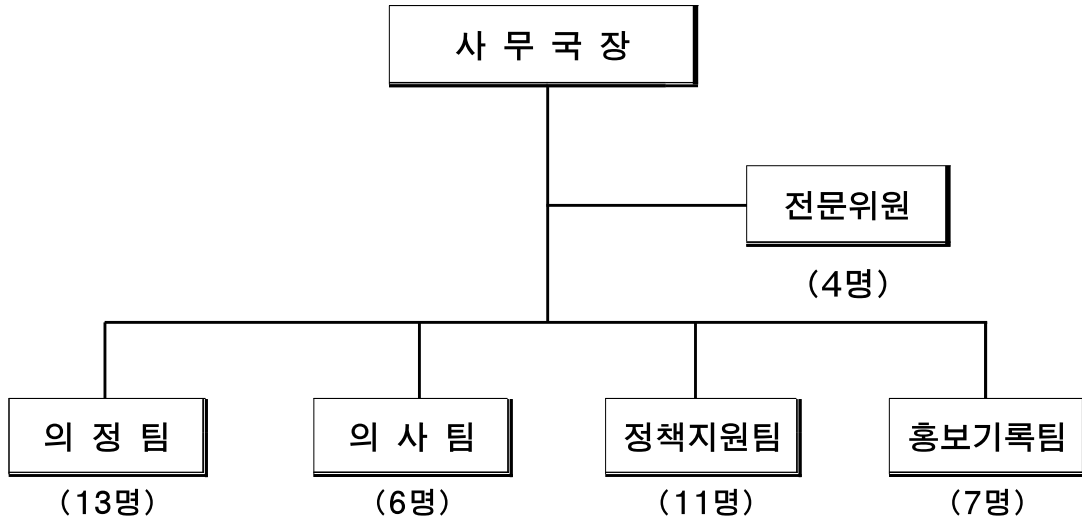 사 무 국 장
전문위원
(4명)
의 정 팀
의 사 팀
정책지원팀
홍보기록팀
(13명)
(6명)
(11명)
(7명)